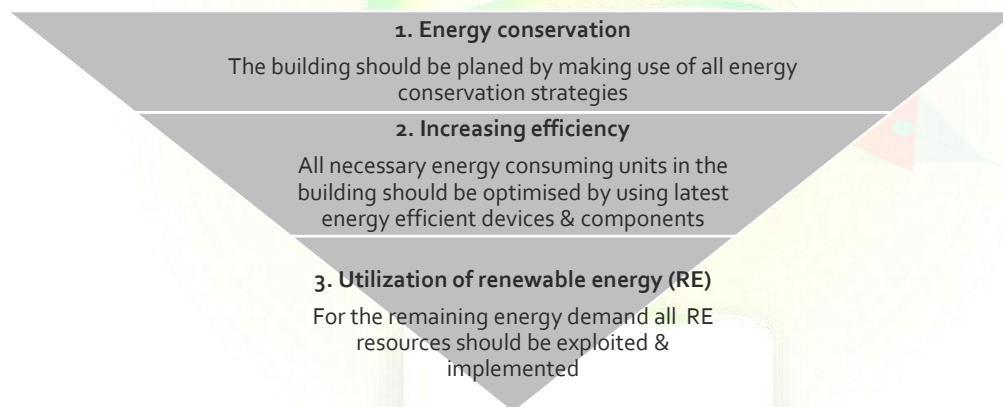 1. Energy conservation
The building should be planed by making use of all energy
conservation strategies
2. Increasing efficiency
All necessary energy consuming units in the
building should be optimised by using latest
energy efficient devices & components
3. Utilization of renewable energy (RE)
For the remaining energy demand all RE
resources should be exploited &
implemented